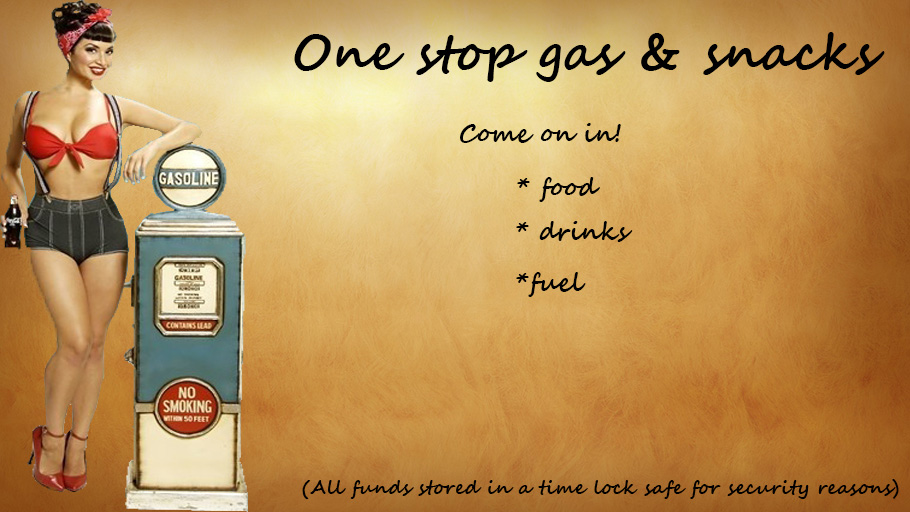 One stop gas & snacks
Come on in!
* food
* drinks
*fuel
GASOLINE
GASOLINE
CONTAINS LEAD
NO
SMOKING
WITHIN 50 FEET
(All funds stored in a time lock safe for security reasons)